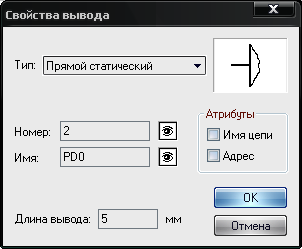 Свойства вывода
Тип: Прямой статический
Атрибуты
Номер: 2
Имя цепи
Имя: PD0
Адрес
OK
Длина вывода: 5 мм
Отмена